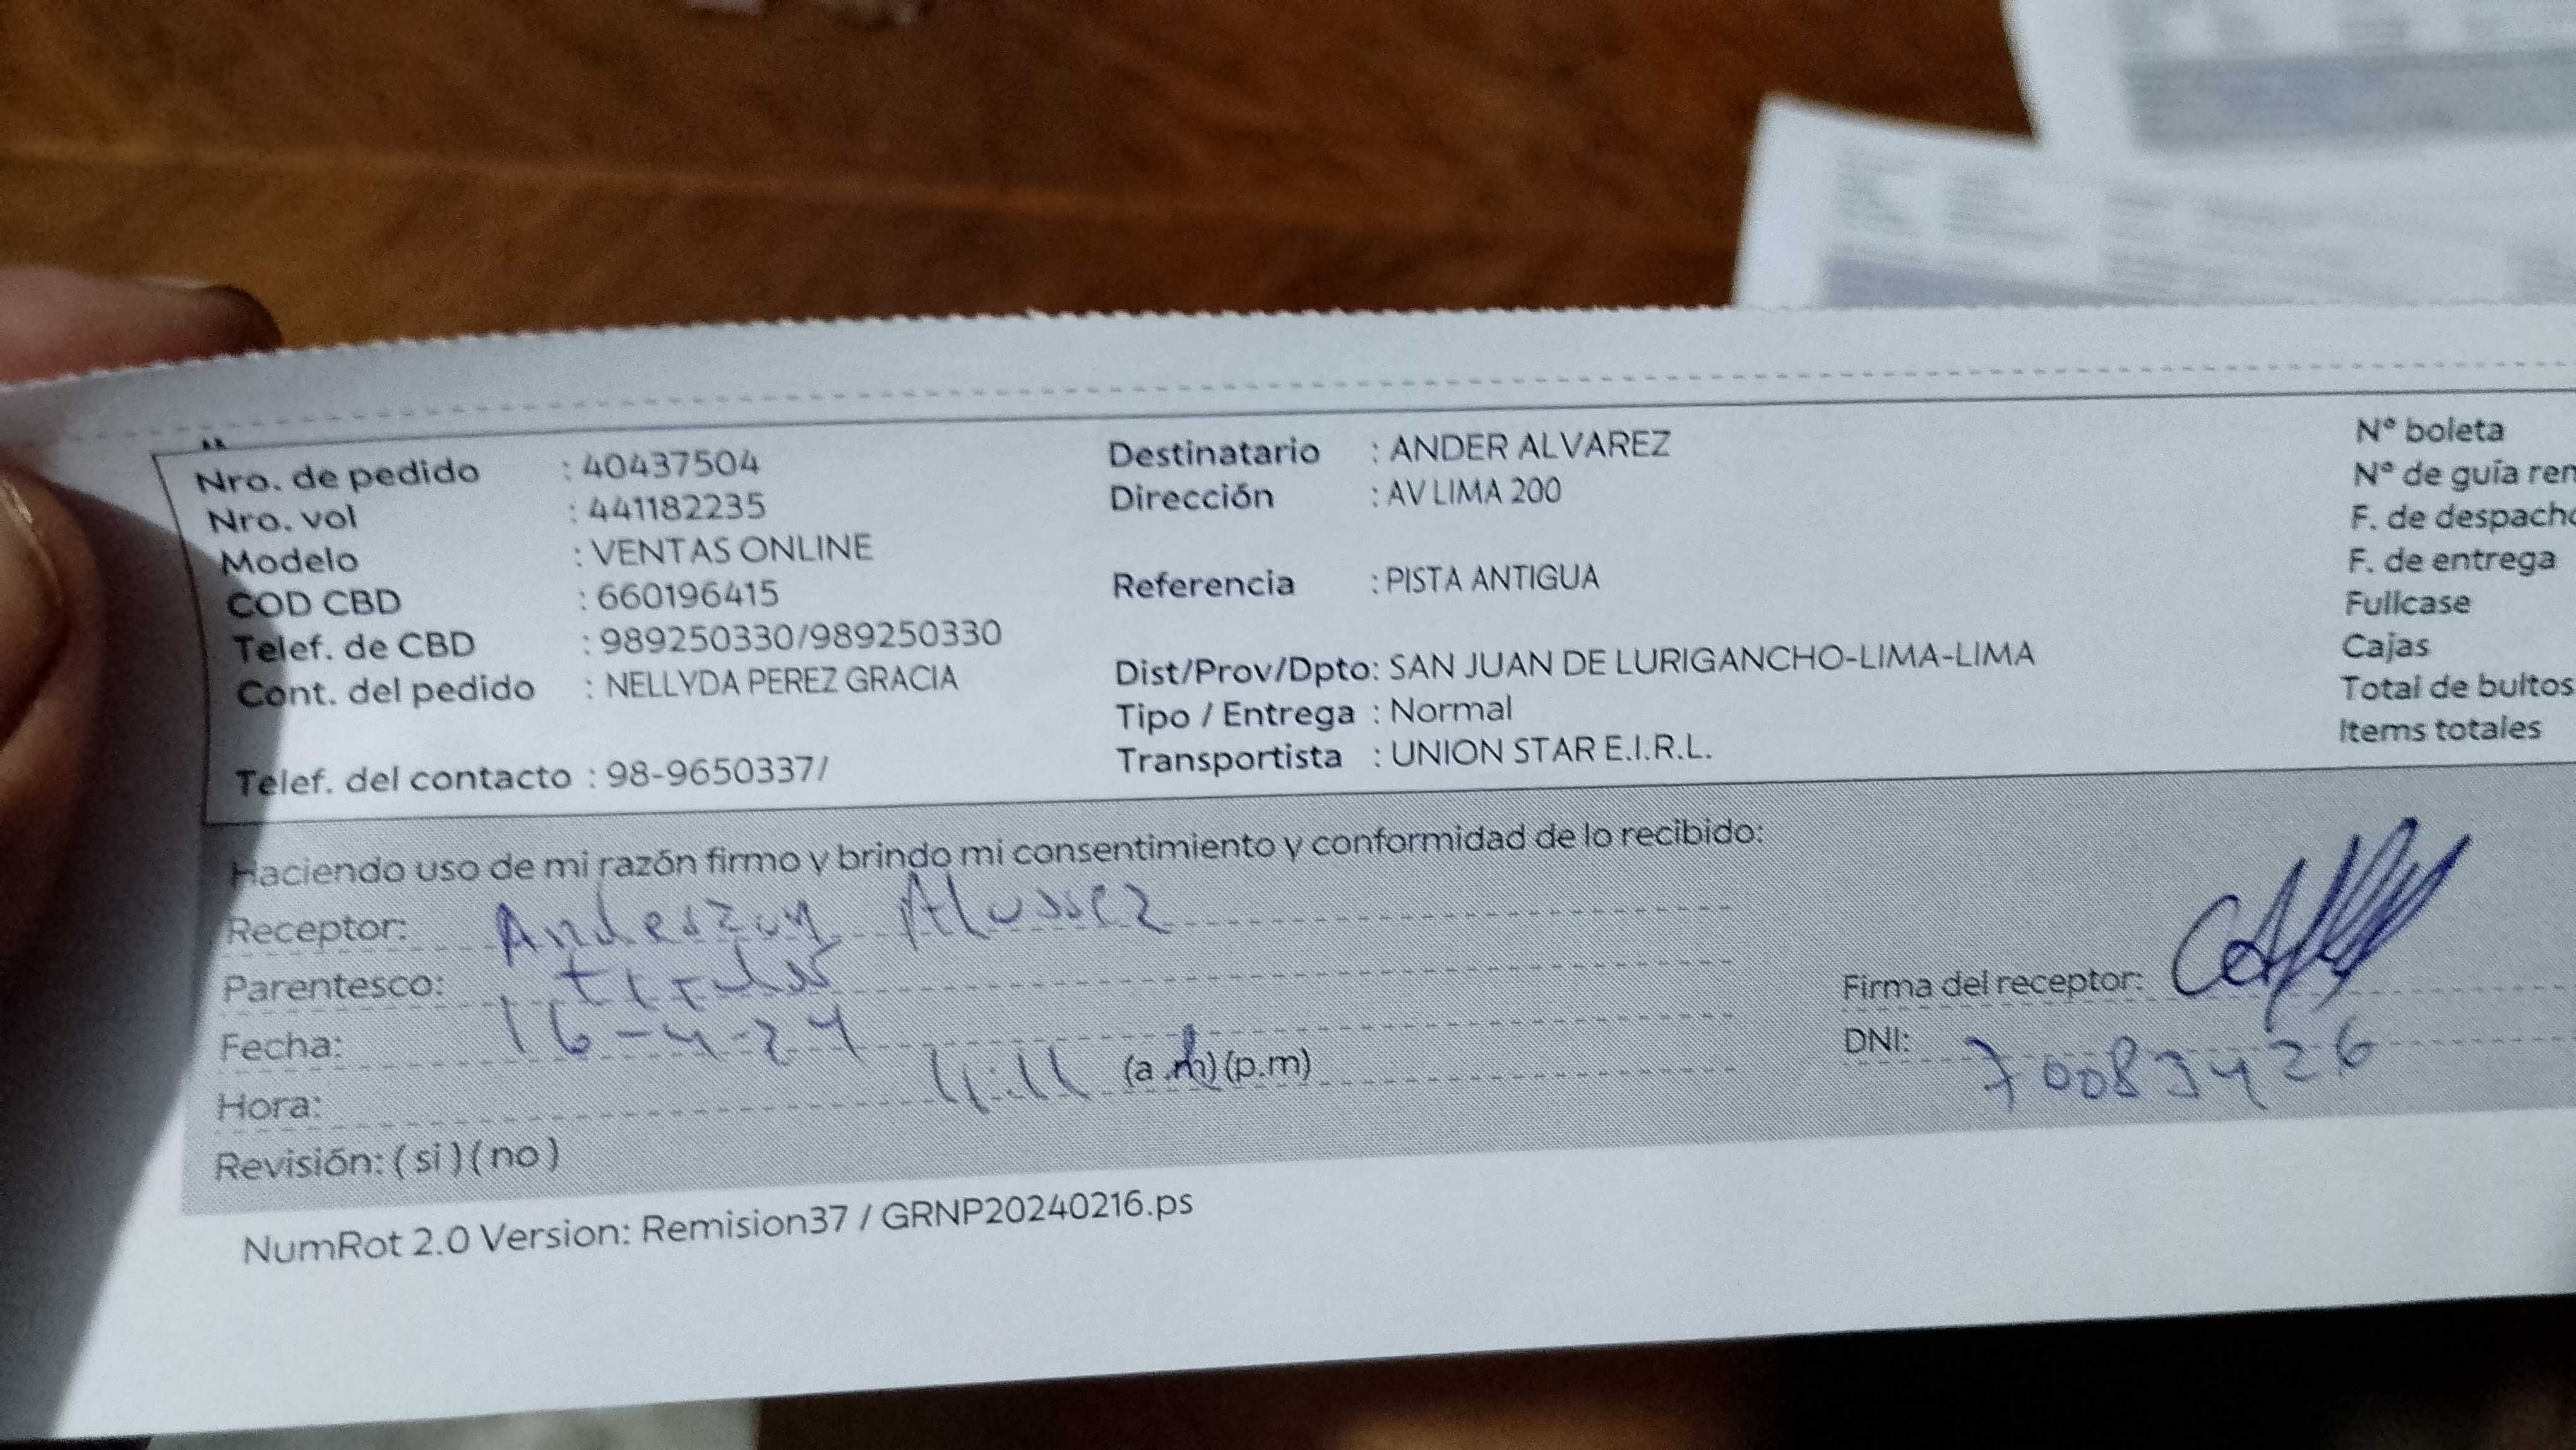 Nro. de pedido : 40437504
Nro. vol : 441182235
Modelo : VENTAS ONLINE
COD CBD : 660196415
Telef. de CBD : 989250330/989250330
Cont. del pedido : NELLYDA PEREZ GRACIA
Telef. del contacto : 98-9650337/
Destinatario : ANDER ALVAREZ
Dirección : AV LIMA 200
Referencia : PISTA ANTIGUA
Dist/Prov/Dpto: SAN JUAN DE LURIGANCHO-LIMA-LIMA
Tipo / Entrega : Normal
Transportista : UNION STAR E.I.R.L.
N° boleta
N° de guía rem
F. de despacho
F. de entrega
Fullcase
Cajas
Total de bultos
Items totales
Haciendo uso de mi razón firmo y brindo mi consentimiento y conformidad de lo recibido:
Receptor:
Parentesco:
Fecha: 16-4-24
Hora: 11:11 (a.m)(p.m)
Revisión: ( si ) ( no )
Firma del receptor:
DNI: 70083426
NumRot 2.0 Version: Remision37 / GRNP20240216.ps